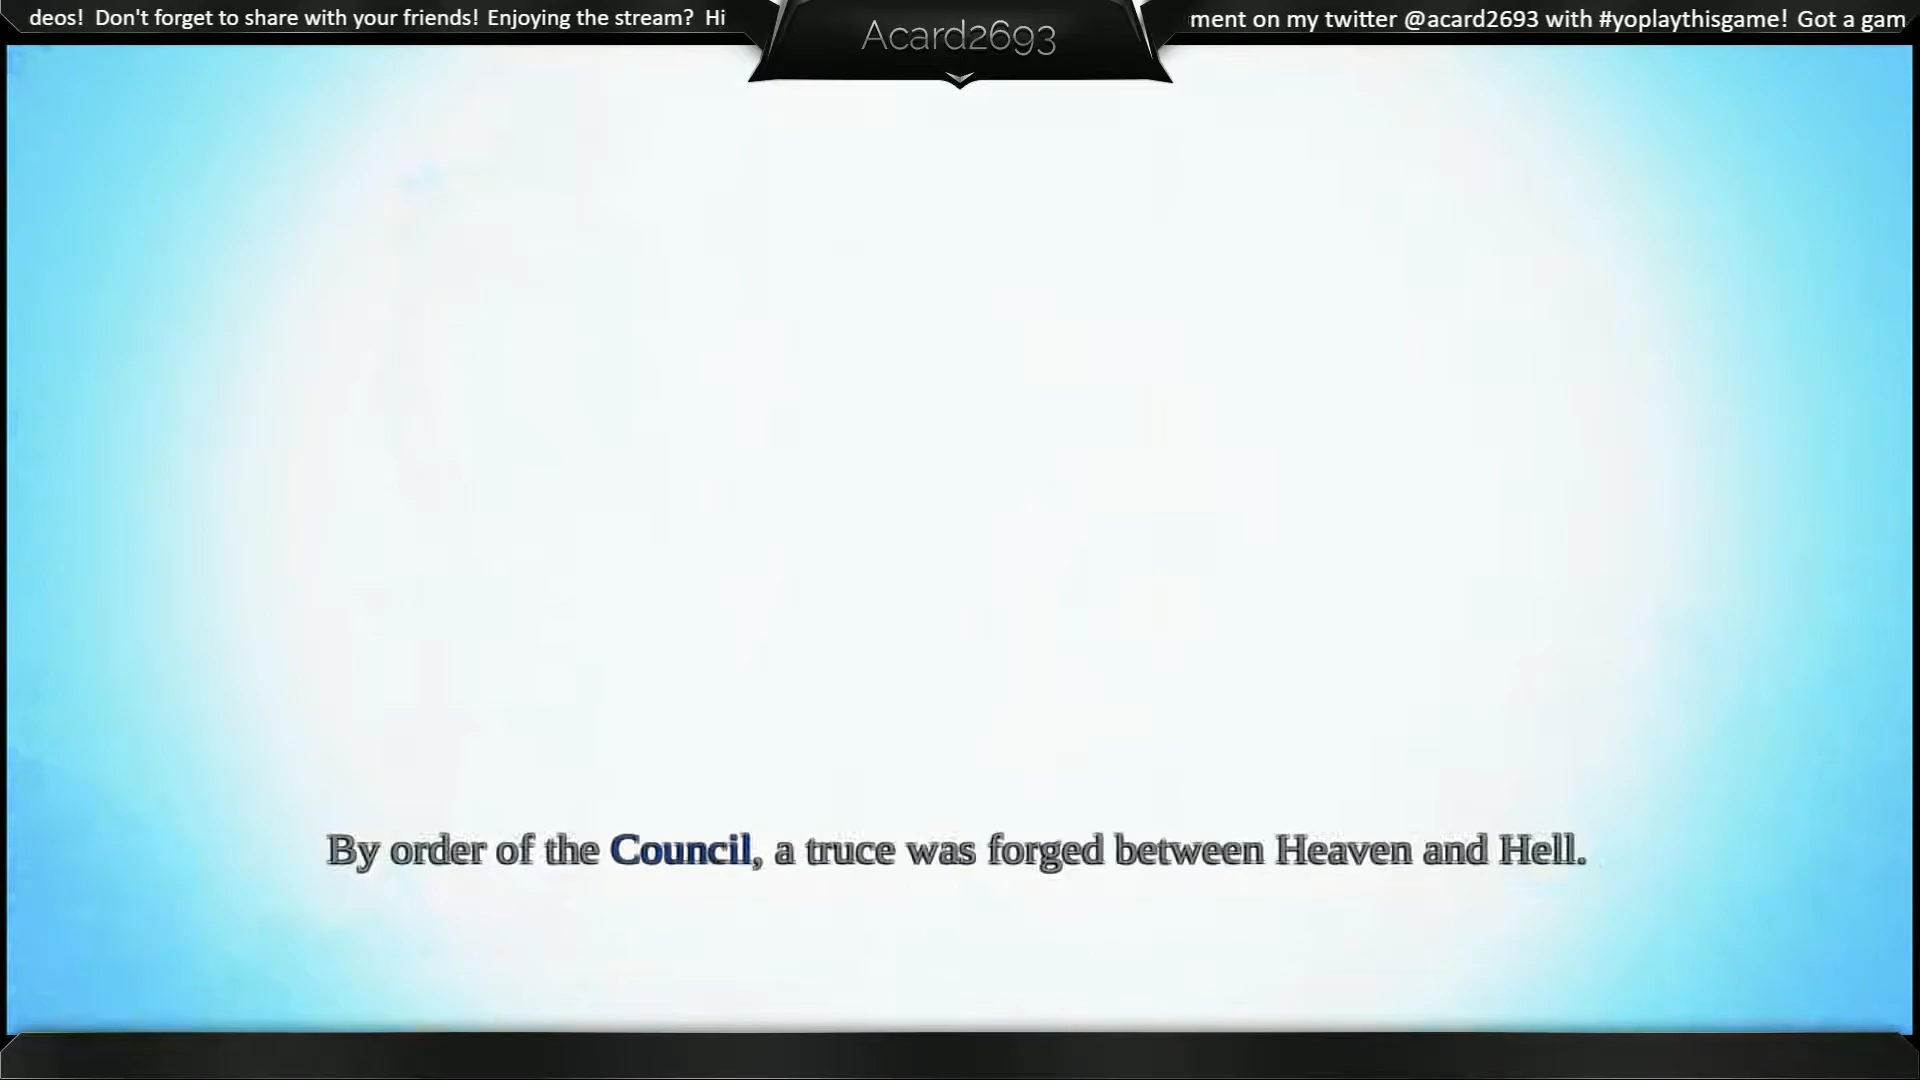 deos!  Don't forget to share with your friends!  Enjoying the stream?  Hi
Acard2693
ment on my twitter @acard2693 with #yoplaythisgame!  Got a gam
By order of the Council, a truce was forged between Heaven and Hell.